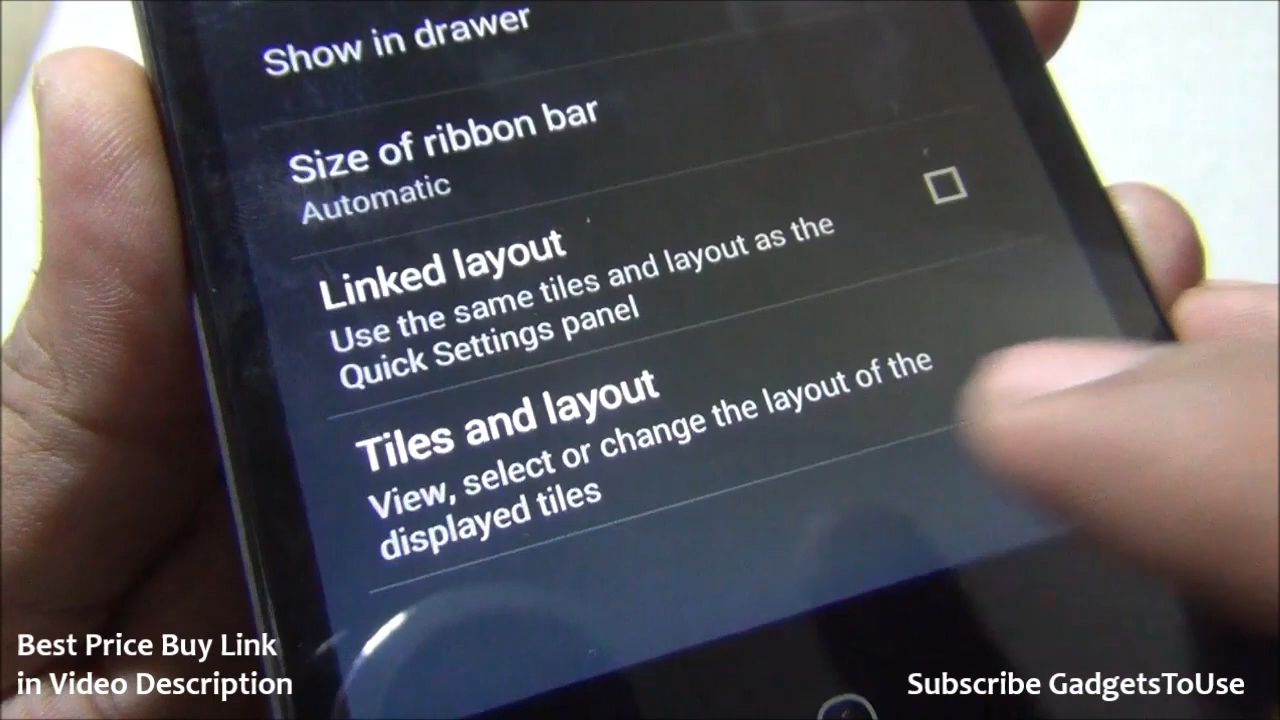 Show in drawer
Size of ribbon bar
Automatic
Linked layout
Use the same tiles and layout as the
Quick Settings panel
Tiles and layout
View, select or change the layout of the
displayed tiles
Best Price Buy Link
in Video Description
Subscribe GadgetsToUse